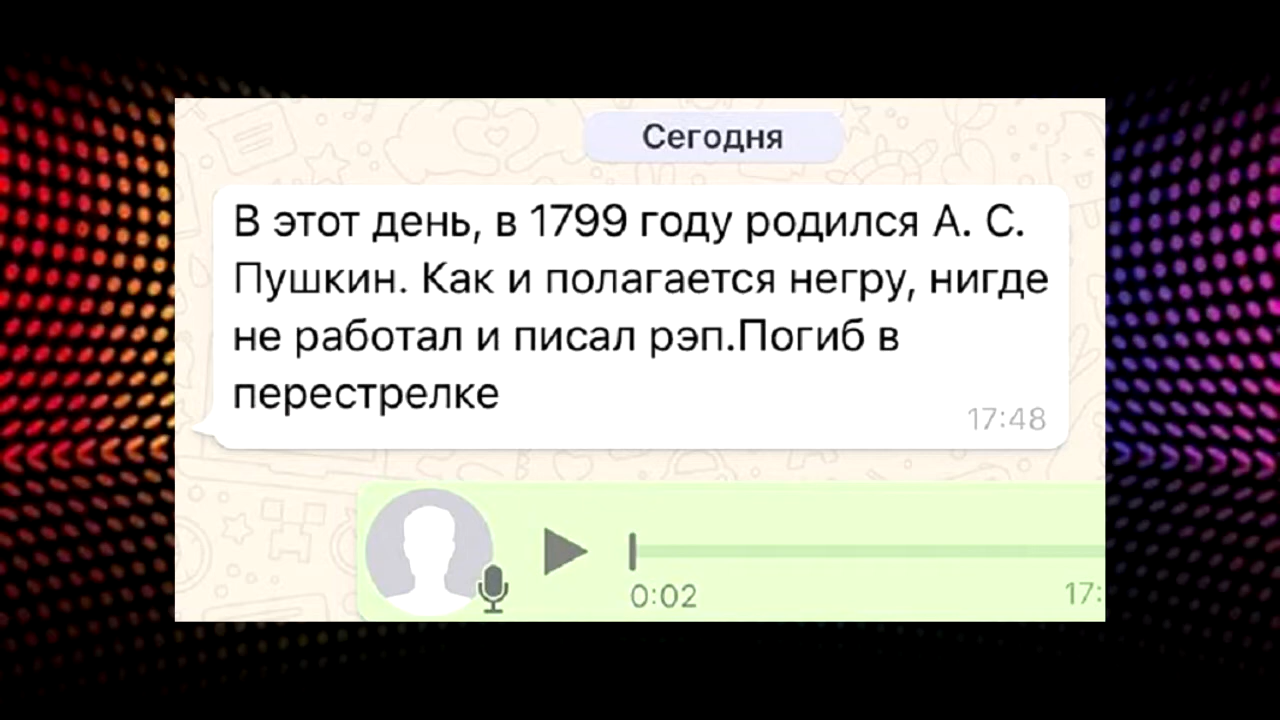 Сегодня
В этот день, в 1799 году родился А. С.
Пушкин. Как и полагается негру, нигде
не работал и писал рэп.Погиб в
перестрелке
17:48
0:02
17: